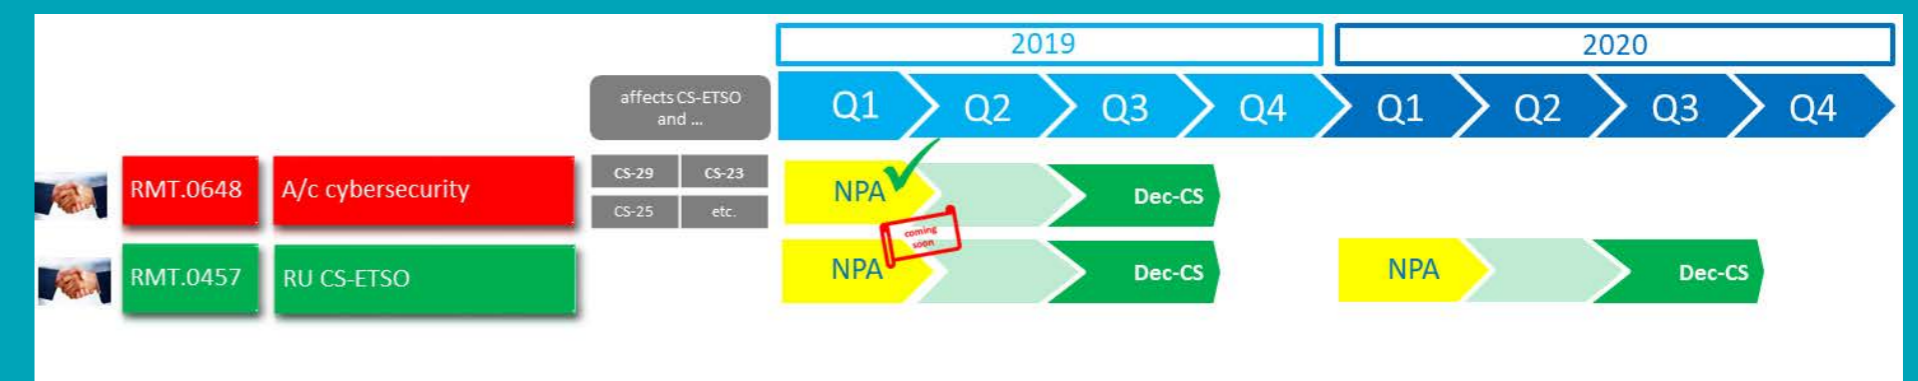 2019
2020
affects CS-ETSO
and ...
Q1
Q2
Q3
Q4
Q1
Q2
Q3
Q4
RMT.0648
A/c cybersecurity
CS-29
CS-23
CS-25
etc.
NPA
Dec-CS
coming
soon
RMT.0457
RU CS-ETSO
NPA
Dec-CS
NPA
Dec-CS